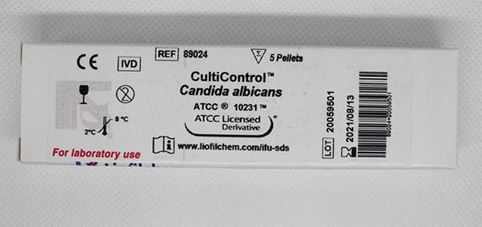 CE
IVD
REF 89024
5 Pellets
CultiControl™
Candida albicans
ATCC® 10231™
ATCC Licensed
Derivative®
2°C
8 °C
www.liofilchem.com/ifu-sds
For laboratory use
LOT 20059501
2021/08/13